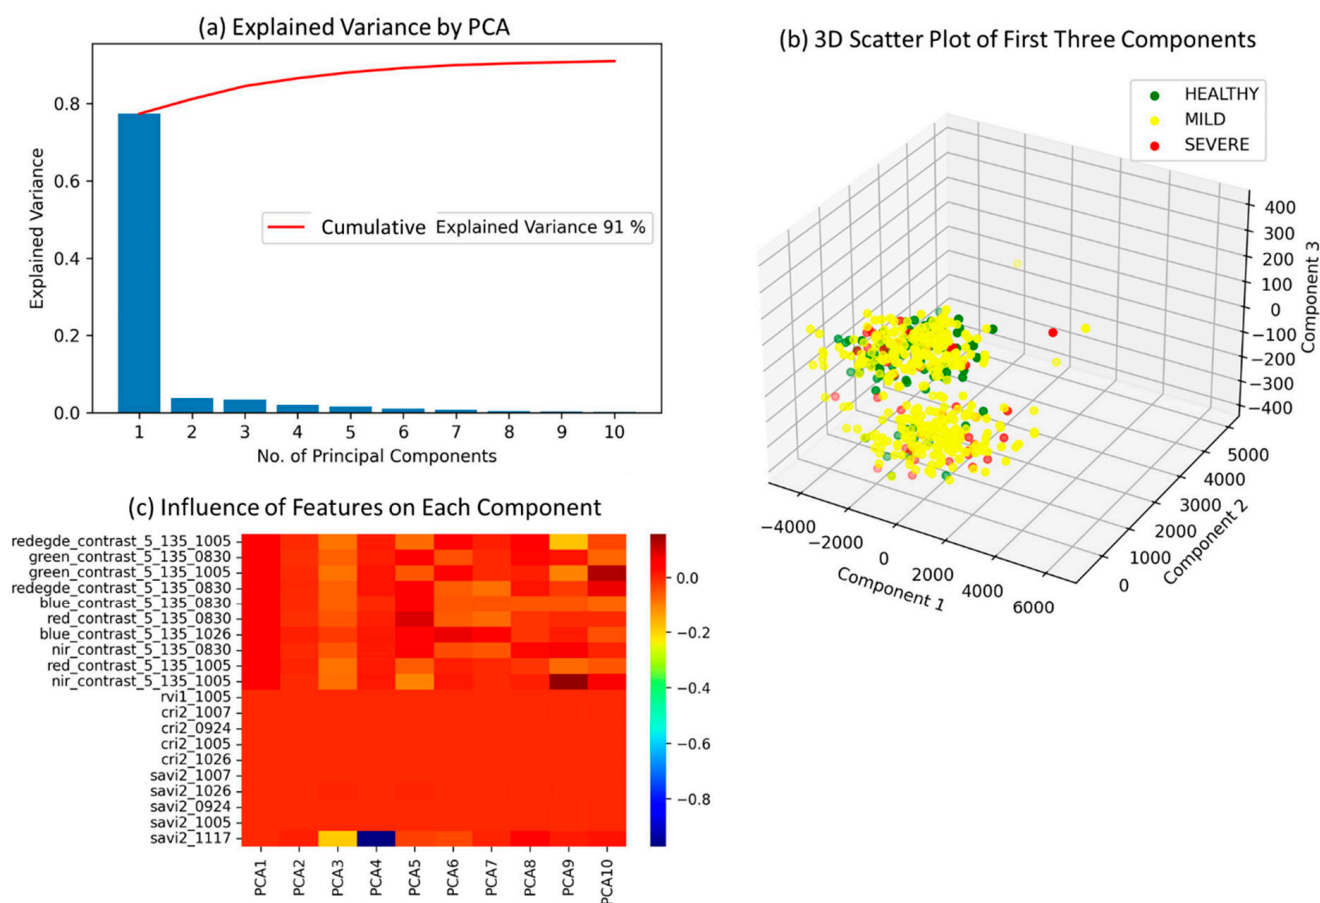 (a) Explained Variance by PCA
0.8
0.6
0.4
0.2
0.0
Explained Variance
Cumulative Explained Variance 91 %
1 2 3 4 5 6 7 8 9 10
No. of Principal Components
(b) 3D Scatter Plot of First Three Components
HEALTHY
MILD
SEVERE
400
300
200
100
0
−100
−200
−300
−400
Component 3
5000
4000
3000
2000
1000
0
Component 2
−4000
−2000
0
2000
4000
6000
Component 1
(c) Influence of Features on Each Component
redegde_contrast_5_135_1005
green_contrast_5_135_0830
green_contrast_5_135_1005
redegde_contrast_5_135_0830
blue_contrast_5_135_0830
red_contrast_5_135_0830
blue_contrast_5_135_1026
nir_contrast_5_135_0830
red_contrast_5_135_1005
nir_contrast_5_135_1005
rvi1_1005
cri2_1007
cri2_0924
cri2_1005
cri2_1026
savi2_1007
savi2_1026
savi2_0924
savi2_1005
savi2_1117
PCA1 PCA2 PCA3 PCA4 PCA5 PCA6 PCA7 PCA8 PCA9 PCA10
0.0
−0.2
−0.4
−0.6
−0.8